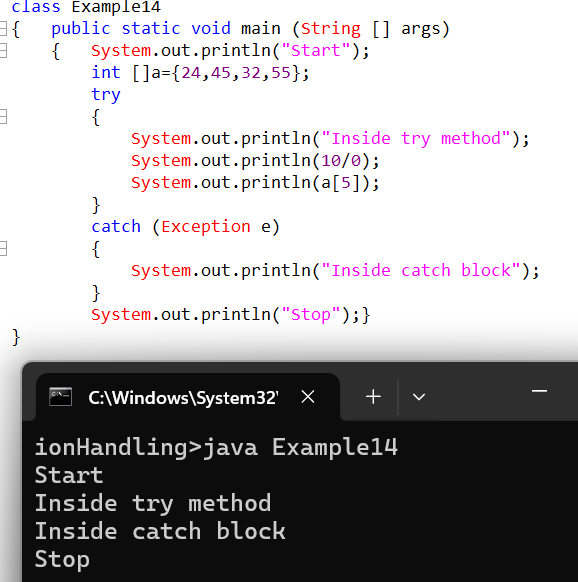 class Example14
{   public static void main (String [] args)
    {   System.out.println("Start");
        int []a={24,45,32,55};
        try
        {
            System.out.println("Inside try method");
            System.out.println(10/0);
            System.out.println(a[5]);
        }
        catch (Exception e)
        {
            System.out.println("Inside catch block");
        }
        System.out.println("Stop");}
}
C:\Windows\System32\
ionHandling>java Example14
Start
Inside try method
Inside catch block
Stop